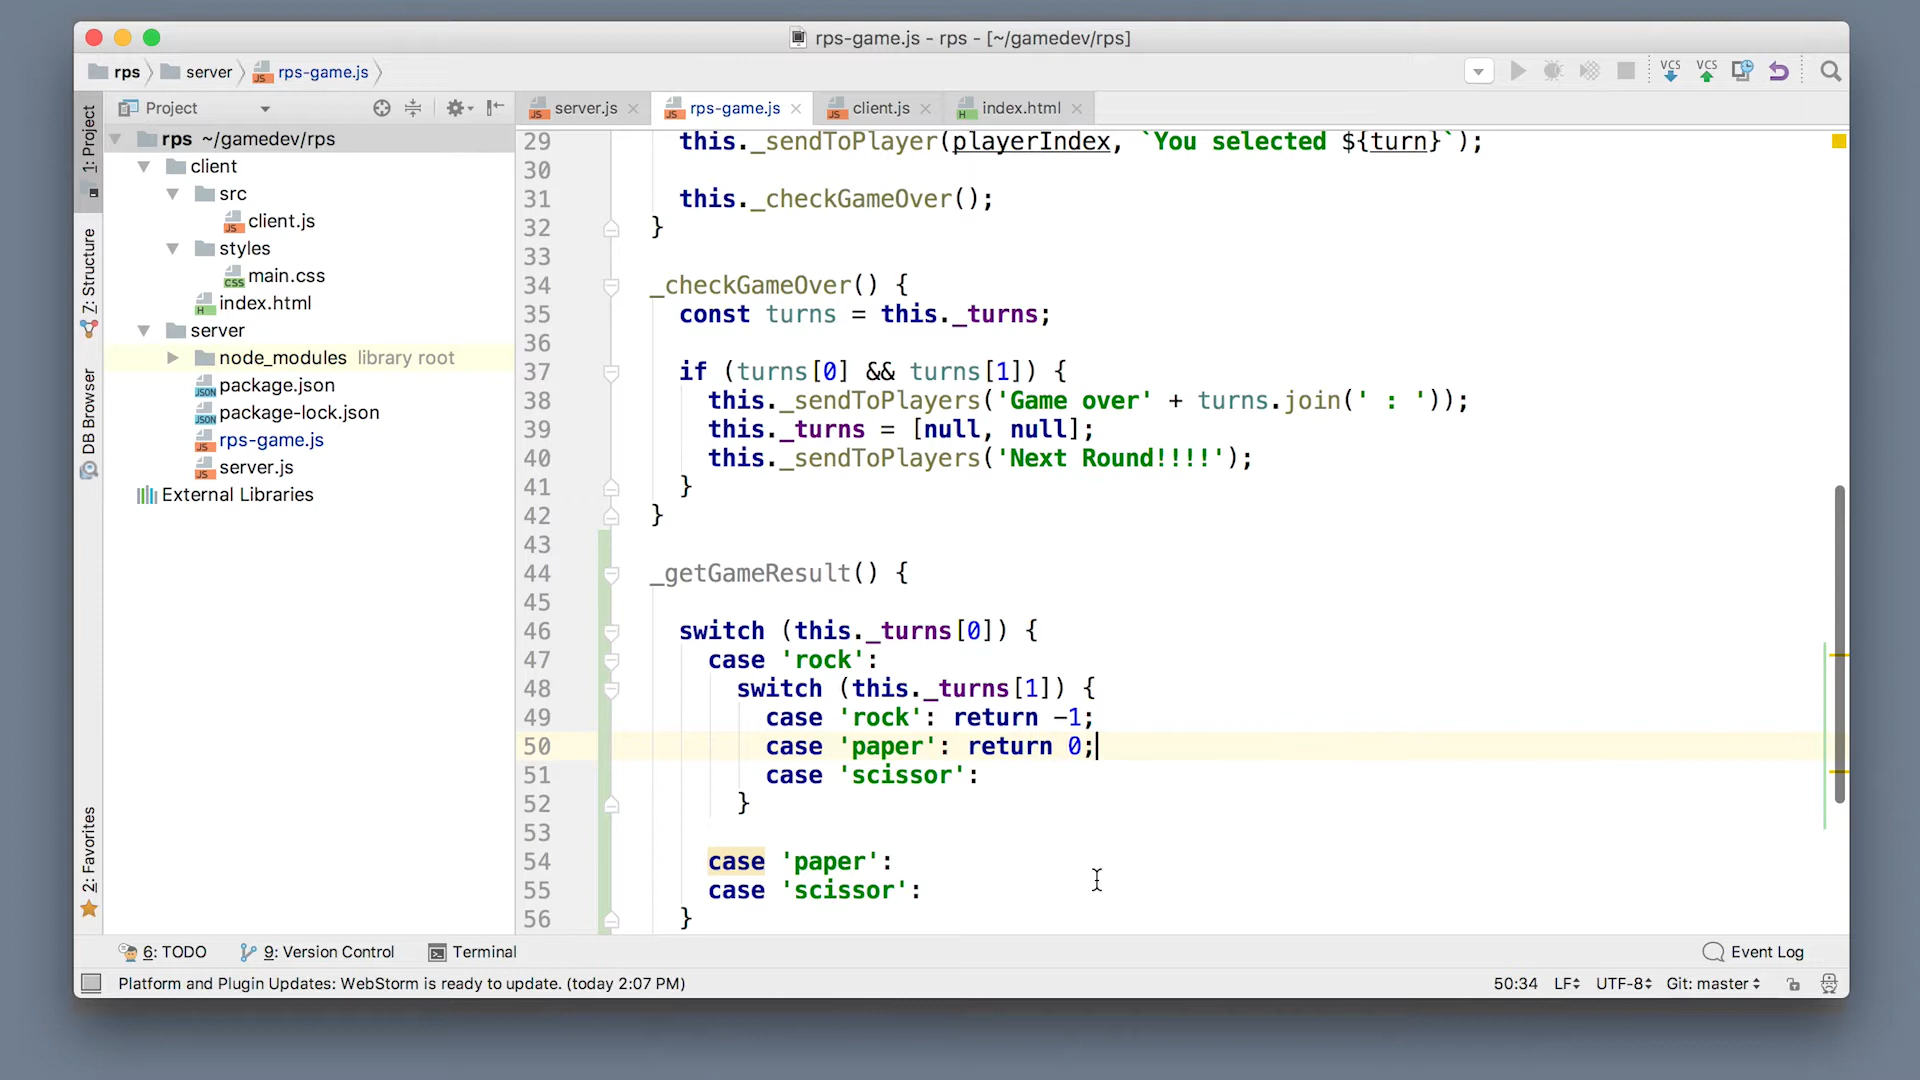 rps-game.js - rps - [~/gamedev/rps]
rps server rps-game.js
VCS VCS
Project
server.js rps-game.js client.js index.html
1: Project
7: Structure
DB Browser
2: Favorites
rps ~/gamedev/rps
client
src
client.js
styles
main.css
index.html
server
node_modules library root
package.json
package-lock.json
rps-game.js
server.js
External Libraries
29 this._sendToPlayer(playerIndex, `You selected ${turn}`);
30
31 this._checkGameOver();
32 }
33
34 _checkGameOver() {
35 const turns = this._turns;
36
37 if (turns[0] && turns[1]) {
38 this._sendToPlayers('Game over' + turns.join(' : '));
39 this._turns = [null, null];
40 this._sendToPlayers('Next Round!!!!');
41 }
42 }
43
44 _getGameResult() {
45
46 switch (this._turns[0]) {
47 case 'rock':
48 switch (this._turns[1]) {
49 case 'rock': return -1;
50 case 'paper': return 0;
51 case 'scissor':
52 }
53
54 case 'paper':
55 case 'scissor':
56 }
6: TODO 9: Version Control Terminal Event Log
Platform and Plugin Updates: WebStorm is ready to update. (today 2:07 PM) 50:34 LF UTF-8 Git: master